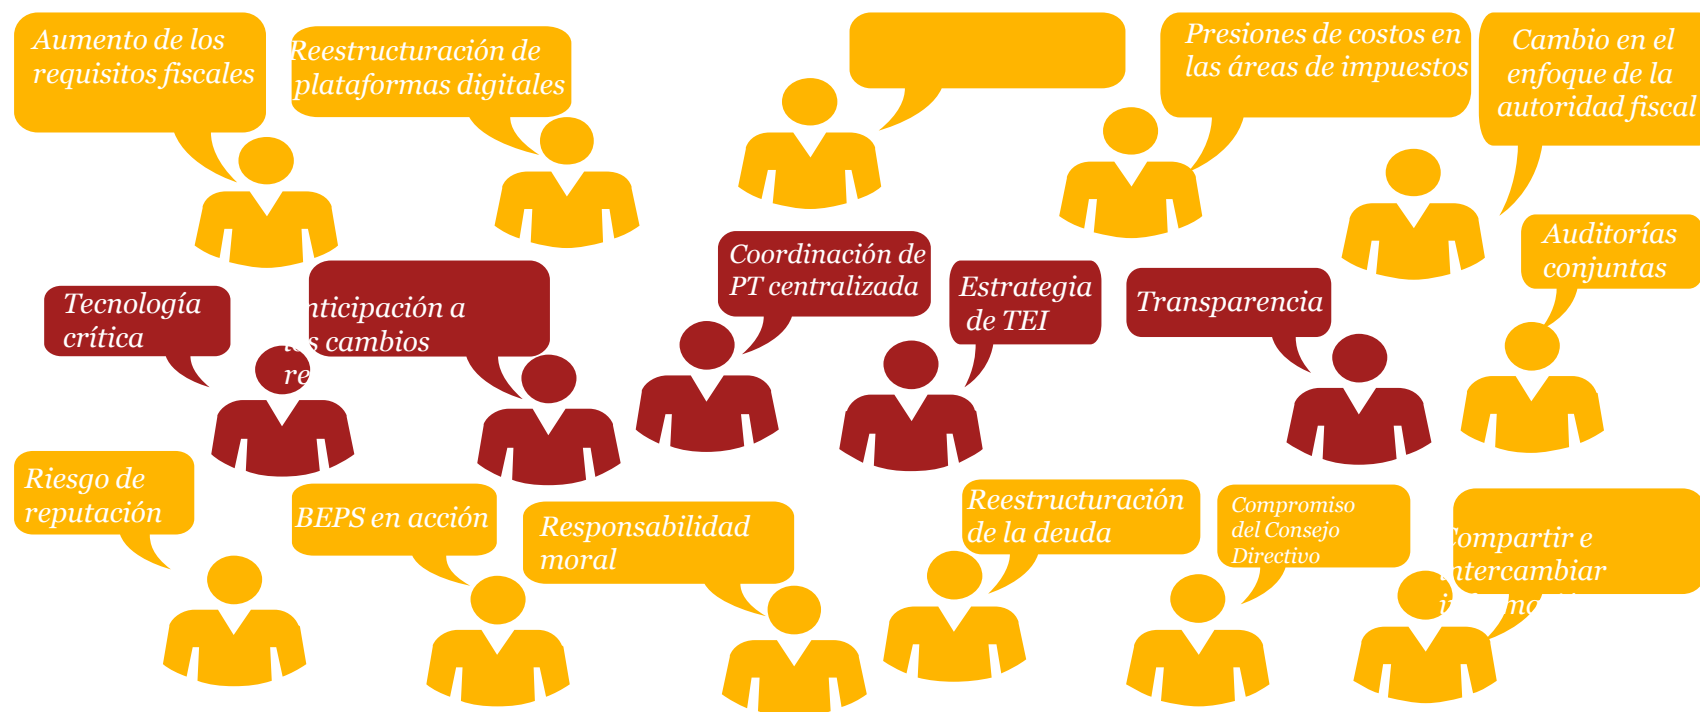 Aumento de los
requisitos fiscales
Reestructuración de
plataformas digitales
Presiones de costos en
las áreas de impuestos
Cambio en el
enfoque de la
autoridad fiscal
Tecnología
crítica
nticipación a
los cambios
Coordinación de
PT centralizada
Estrategia
de TEI
Transparencia
Auditorías
conjuntas
Riesgo de
reputación
BEPS en acción
Responsabilidad
moral
Reestructuración
de la deuda
Compromiso
del Consejo
Directivo
Compartir e
intercambiar